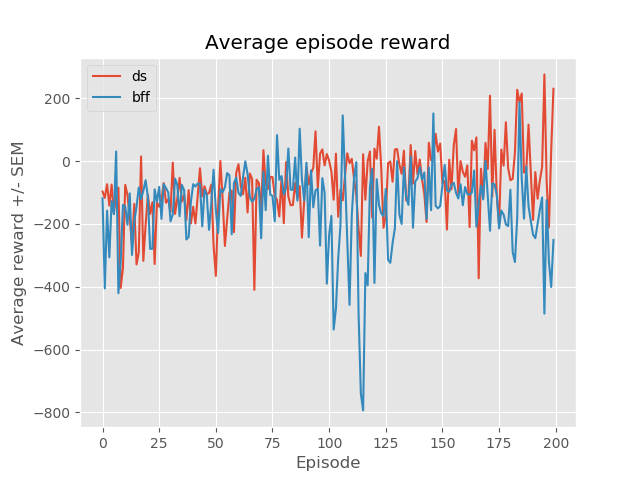 Average episode reward
ds
bff
Average reward +/- SEM
200
0
−200
−400
−600
−800
0 25 50 75 100 125 150 175 200
Episode